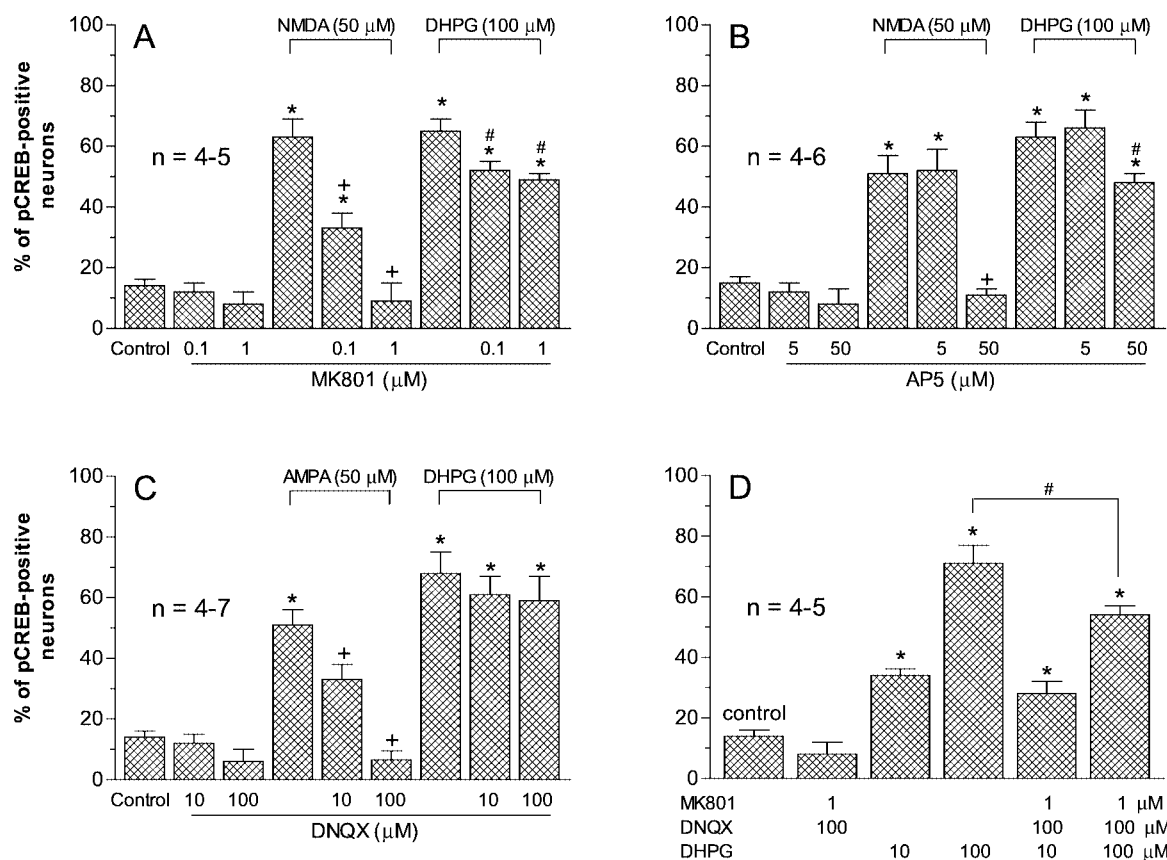 A
NMDA (50 µM) DHPG (100 µM)
% of pCREB-positive
neurons
100
80
60
40
20
0
n = 4-5
* + * + * # * # *
Control 0.1 1 0.1 1 0.1 1
MK801 (µM)
B
NMDA (50 µM) DHPG (100 µM)
100
80
60
40
20
0
n = 4-6
* * + * * # *
Control 5 50 5 50 5 50
AP5 (µM)
C
AMPA (50 µM) DHPG (100 µM)
% of pCREB-positive
neurons
100
80
60
40
20
0
n = 4-7
* + + * * *
Control 10 100 10 100 10 100
DNQX (µM)
D
100
80
60
40
20
0
#
n = 4-5
control
* * * *
MK801 1 1 1 µM
DNQX 100 100 100 µM
DHPG 10 100 10 100 µM